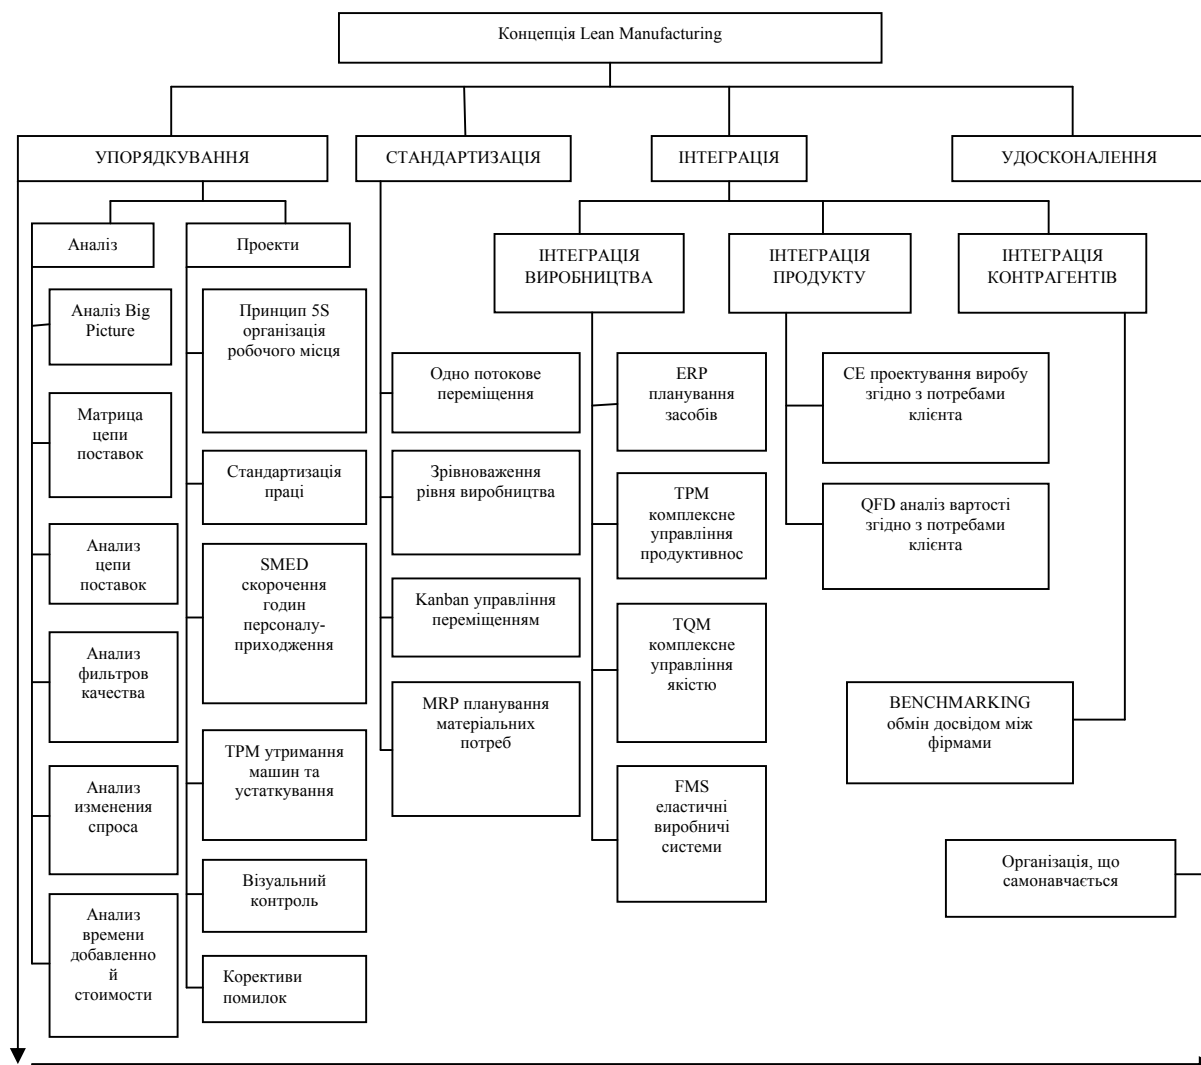 Концепція Lean Manufacturing
УПОРЯДКУВАННЯ
СТАНДАРТИЗАЦІЯ
ІНТЕГРАЦІЯ
УДОСКОНАЛЕННЯ
Аналіз
Проекти
ІНТЕГРАЦІЯ
ВИРОБНИЦТВА
ІНТЕГРАЦІЯ
ПРОДУКТУ
ІНТЕГРАЦІЯ
КОНТРАГЕНТІВ
Аналіз Big
Picture
Матрица
цепи
поставок
Анализ
цепи
поставок
Анализ
фильтров
качества
Анализ
изменения
спроса
Анализ
времени
добавленно
й
стоимости
Принцип 5S
організація
робочого місця
Стандартизація
праці
SMED
скорочення
годин
персоналу-
приходження
TPM утримання
машин та
устаткування
Візуальний
контроль
Корективи
помилок
Одно потокове
переміщення
Зрівноваження
рівня виробництва
Kanban управління
переміщенням
MRP планування
матеріальних
потреб
ERP
планування
засобів
TPM
комплексне
управління
продуктивнос
TQM
комплексне
управління
якістю
FMS
еластичні
виробничі
системи
CE проектування виробу
згідно з потребами
клієнта
QFD аналіз вартості
згідно з потребами
клієнта
BENCHMARKING
обмін досвідом між
фірмами
Організація, що
самонавчається